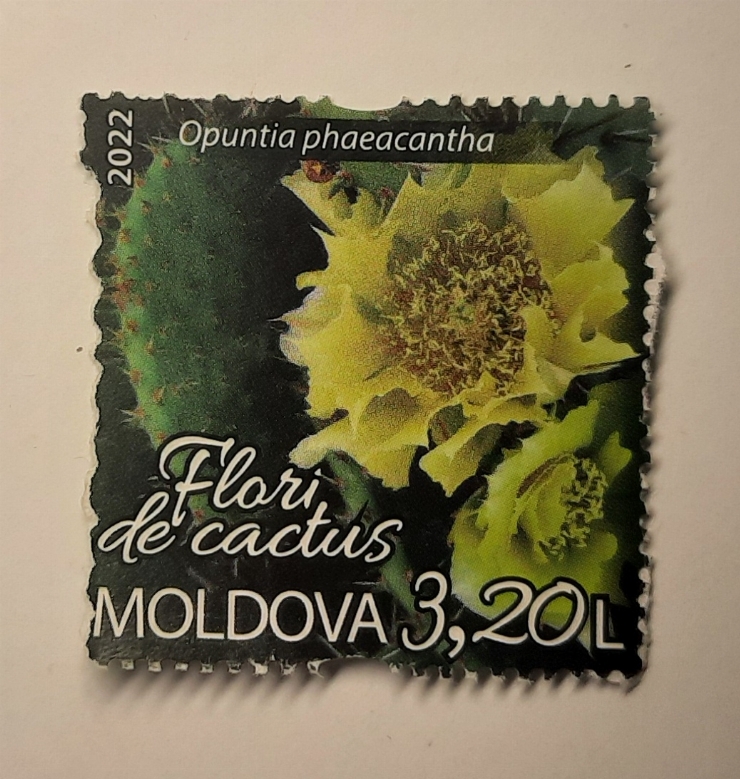 2022
Opuntia phaeacantha
Flori
de cactus
MOLDOVA 3,20L